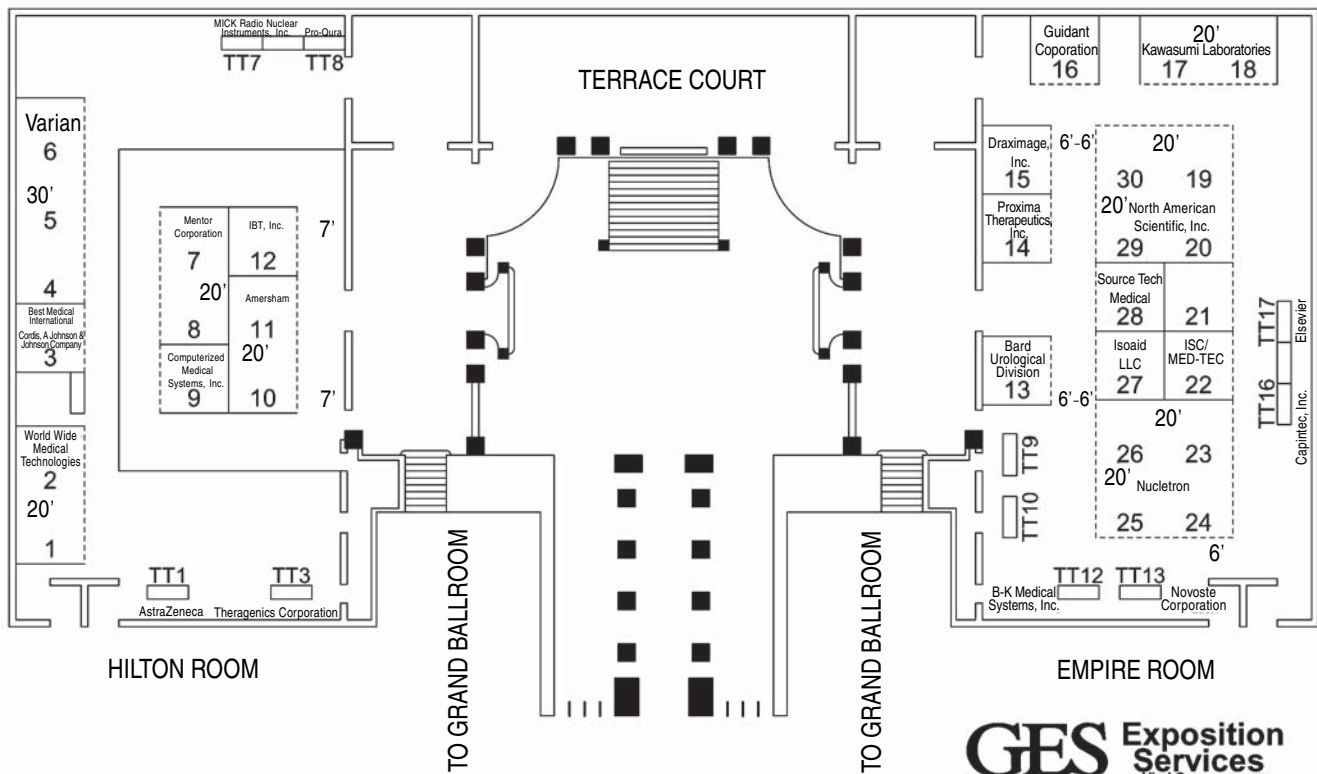 MICK Radio Nuclear
Instruments, Inc. Pro-Qura
TT7 TT8
Varian
6
30'
5
4
Best Medical
International
Cordis, A Johnson &
Johnson Company
3
World Wide
Medical
Technologies
2
20'
1
Mentor
Corporation
7
20'
8
Computerized
Medical
Systems, Inc.
9
IBT, Inc.
12
Amersham
11
20'
10
7'
7'
TT1 TT3
AstraZeneca Theragenics Corporation
HILTON ROOM
TERRACE COURT
TO GRAND BALLROOM
TO GRAND BALLROOM
Guidant
Coporation
16
20'
Kawasumi Laboratories
17 18
Draximage,
Inc.
15
6'-6'
Proxima
Therapeutics,
Inc.
14
Bard
Urological
Division
13
6'-6'
20'
30 19
20' North American
Scientific, Inc.
29 20
Source Tech
Medical
28
21
Isoaid
LLC
27
ISC/
MED-TEC
22
20'
26 23
20' Nucletron
25 24
6'
TT17
Elsevier
TT16
Capintec, Inc.
TT9
TT10
TT12 TT13
B-K Medical
Systems, Inc.
Novoste
Corporation
EMPIRE ROOM
GES Exposition
Services